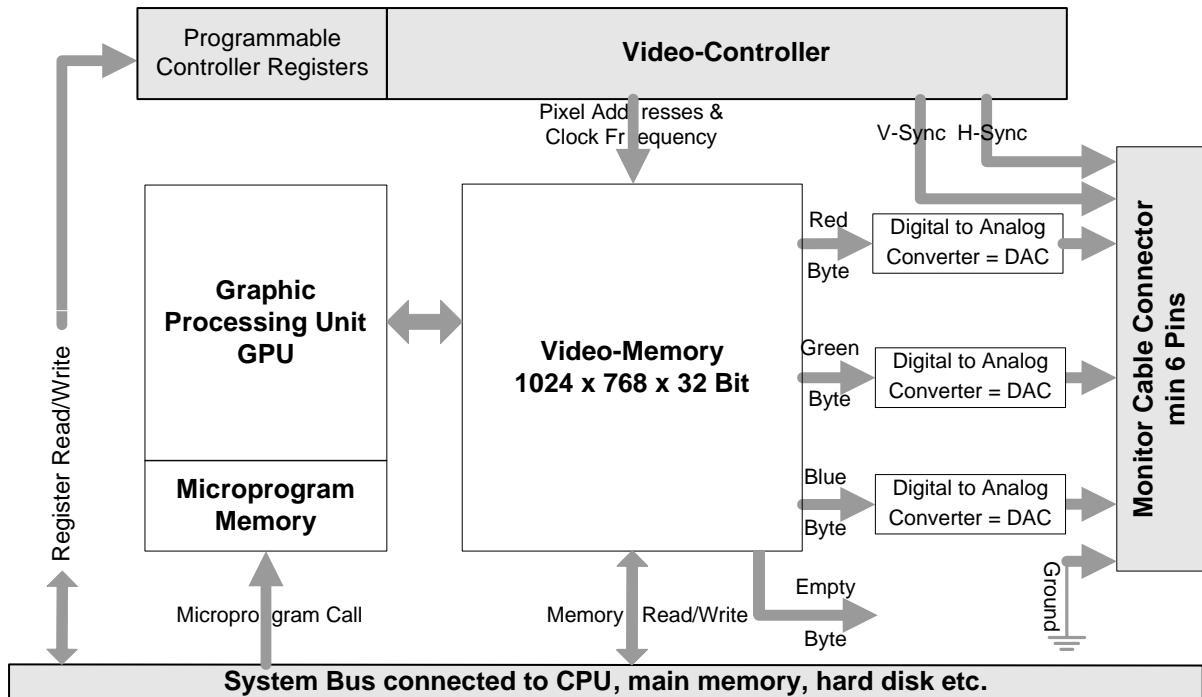 Programmable
Controller Registers
Video-Controller
Pixel Addresses &
Clock Frequency
V-Sync
H-Sync
Graphic
Processing Unit
GPU
Microprogram
Memory
Video-Memory
1024 x 768 x 32 Bit
Red
Byte
Digital to Analog
Converter = DAC
Green
Byte
Digital to Analog
Converter = DAC
Blue
Byte
Digital to Analog
Converter = DAC
Empty
Byte
Ground
Monitor Cable Connector
min 6 Pins
Register Read/Write
Microprogram Call
Memory Read/Write
System Bus connected to CPU, main memory, hard disk etc.